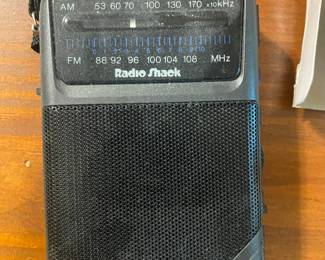 AM 53 60 70 100 130 170 x10kHz
FM 88 92 96 100 104 108 MHz
Radio Shack